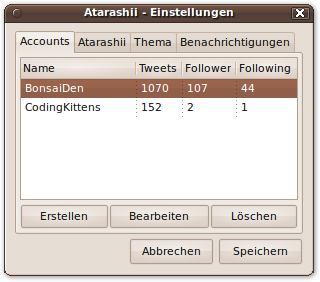 Atarashii - Einstellungen
Accounts Atarashii Thema Benachrichtigungen
Name Tweets Follower Following
BonsaiDen 1070 107 44
CodingKittens 152 2 1
Erstellen Bearbeiten Löschen
Abbrechen Speichern